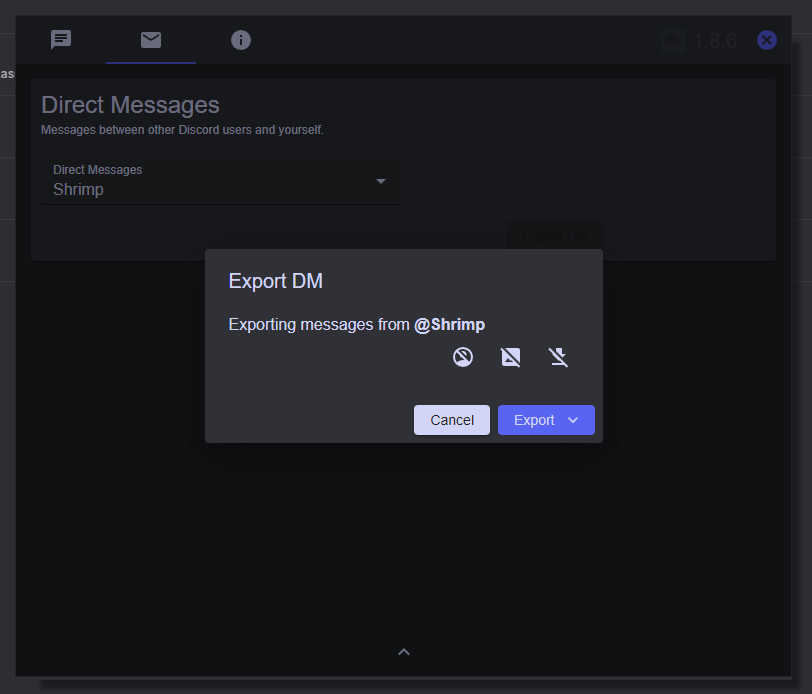 1.8.6
ass
Direct Messages
Messages between other Discord users and yourself.
Direct Messages
Shrimp
Export DM
Export DM
Exporting messages from @Shrimp
Cancel
Export